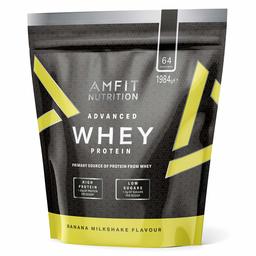 64
1984g e
AMFIT
NUTRITION
ADVANCED
WHEY
PROTEIN
PRIMARY SOURCE OF PROTEIN FROM WHEY
HIGH
PROTEIN
LOW
SUGARS
BANANA MILKSHAKE FLAVOUR